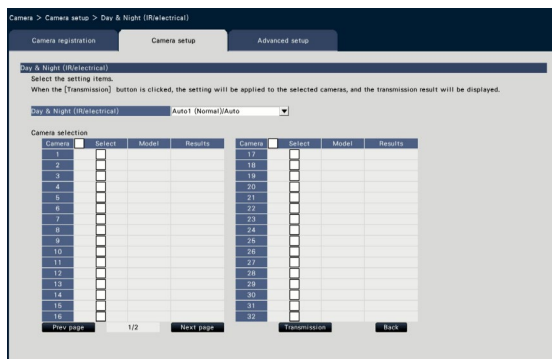 Camera > Camera setup > Day & Night (IR/electrical)
Camera registration Camera setup Advanced setup
Day & Night (IR/electrical)
Select the setting items.
When the [Transmission] button is clicked, the setting will be applied to the selected cameras, and the transmission result will be displayed.
Day & Night (IR/electrical) Auto1 (Normal)/Auto
Camera selection
Camera Select Model Results Camera Select Model Results
1 17
2 18
3 19
4 20
5 21
6 22
7 23
8 24
9 25
10 26
11 27
12 28
13 29
14 30
15 31
16 32
Prev page 1/2 Next page Transmission Back